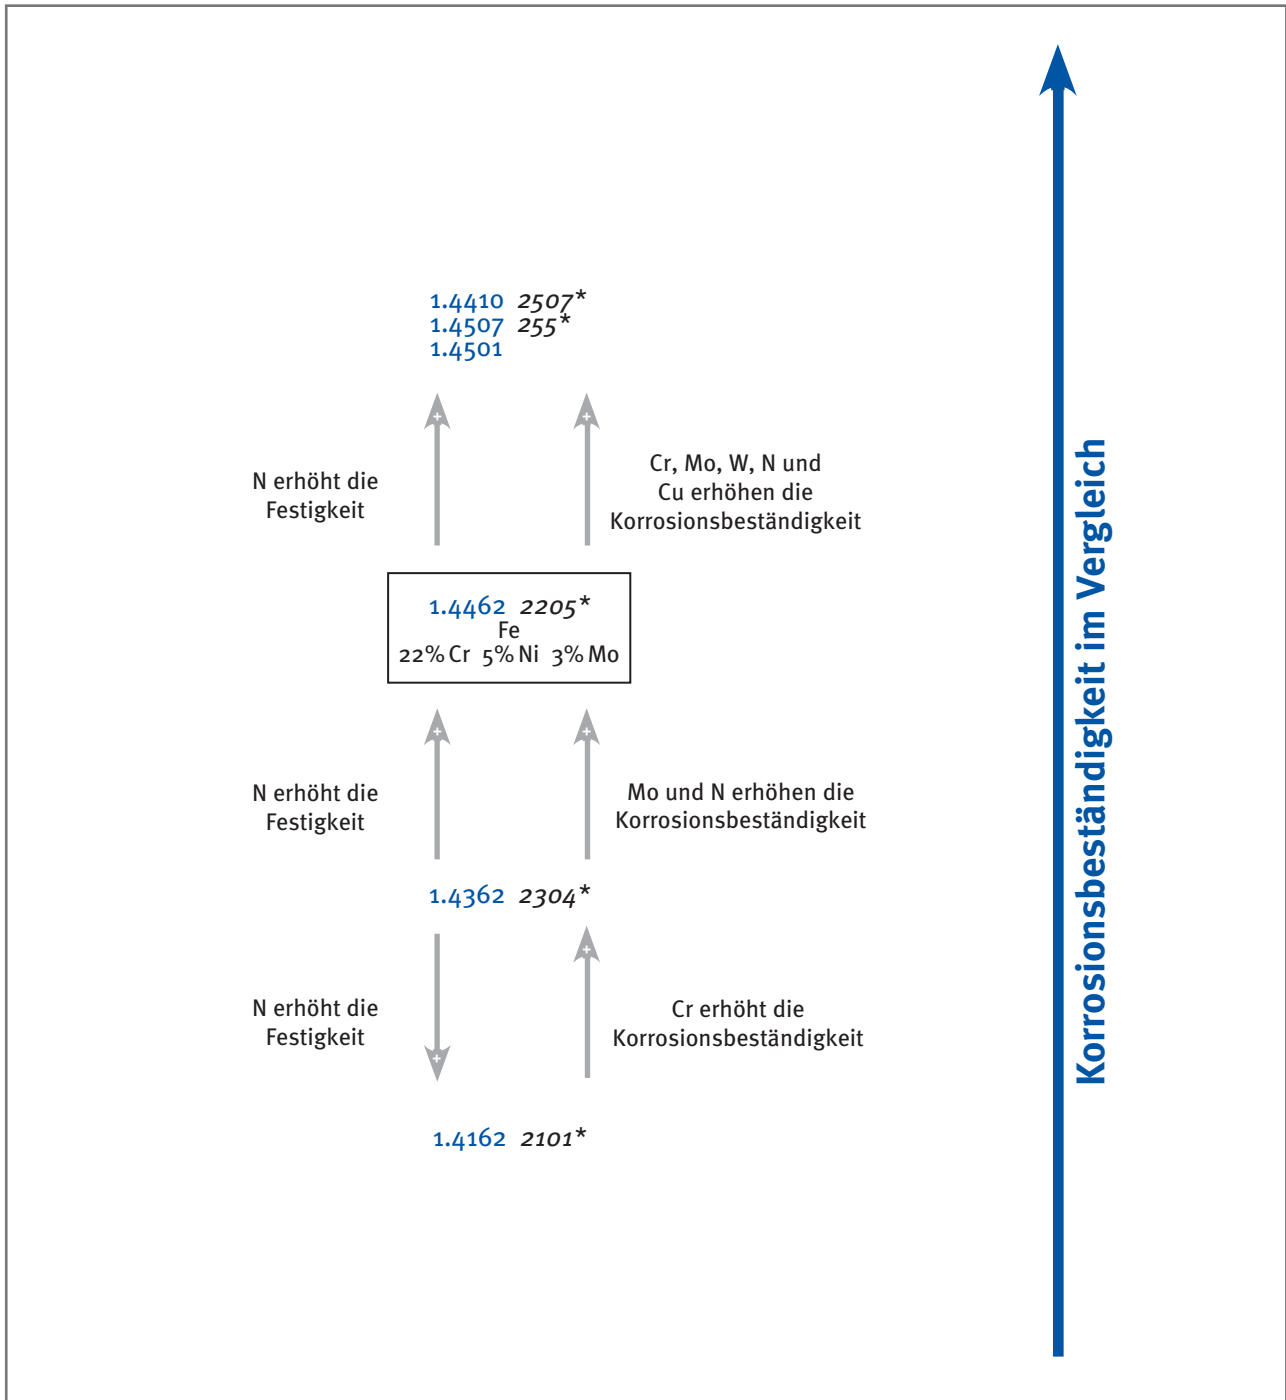 1.4410 2507*
1.4507 255*
1.4501
+
+
N erhöht die
Festigkeit
Cr, Mo, W, N und
Cu erhöhen die
Korrosionsbeständigkeit
1.4462 2205*
Fe
22% Cr 5% Ni 3% Mo
+
+
N erhöht die
Festigkeit
Mo und N erhöhen die
Korrosionsbeständigkeit
1.4362 2304*
+
N erhöht die
Festigkeit
Cr erhöht die
Korrosionsbeständigkeit
+
1.4162 2101*
Korrosionsbeständigkeit im Vergleich